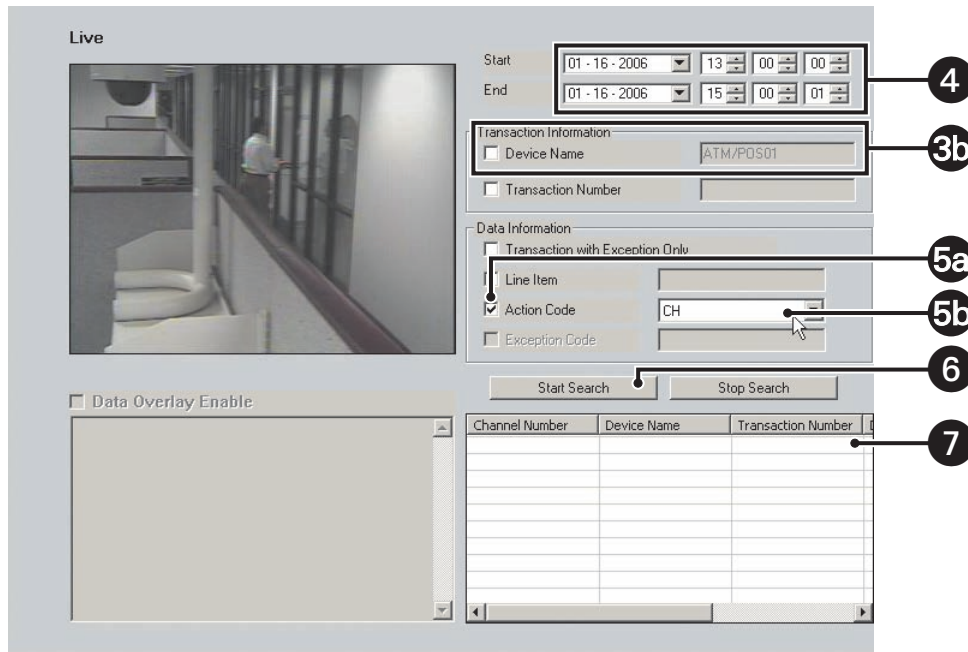 Live
Start 01 - 16 - 2006 13 00 00
End 01 - 16 - 2006 15 00 01
4
Transaction Information
Device Name ATM/POS01
3b
Transaction Number
Data Information
Transaction with Exception Only
5a
Line Item
Action Code CH
5b
Exception Code
Start Search Stop Search
6
Data Overlay Enable
Channel Number Device Name Transaction Number
7